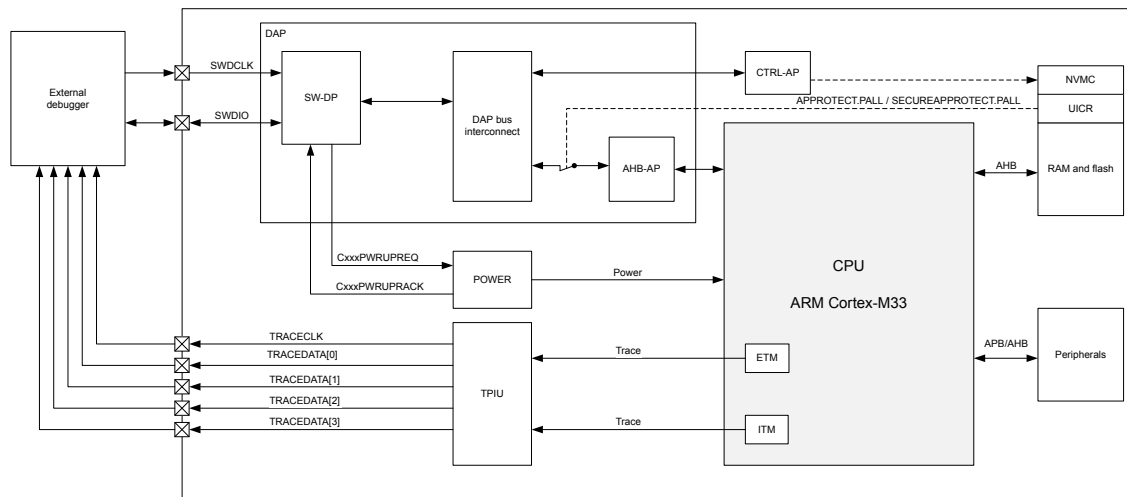 DAP
External
debugger
SWDCLK
SWDIO
SW-DP
DAP bus
interconnect
CTRL-AP
NVMC
APPROTECT.PALL / SECUREAPPROTECT.PALL
UICR
AHB-AP
AHB
RAM and flash
CxxxPWRUPREQ
CxxxPWRUPRACK
POWER
Power
CPU
ARM Cortex-M33
TRACECLK
TRACEDATA[0]
TRACEDATA[1]
TRACEDATA[2]
TRACEDATA[3]
TPIU
Trace
ETM
Trace
ITM
APB/AHB
Peripherals